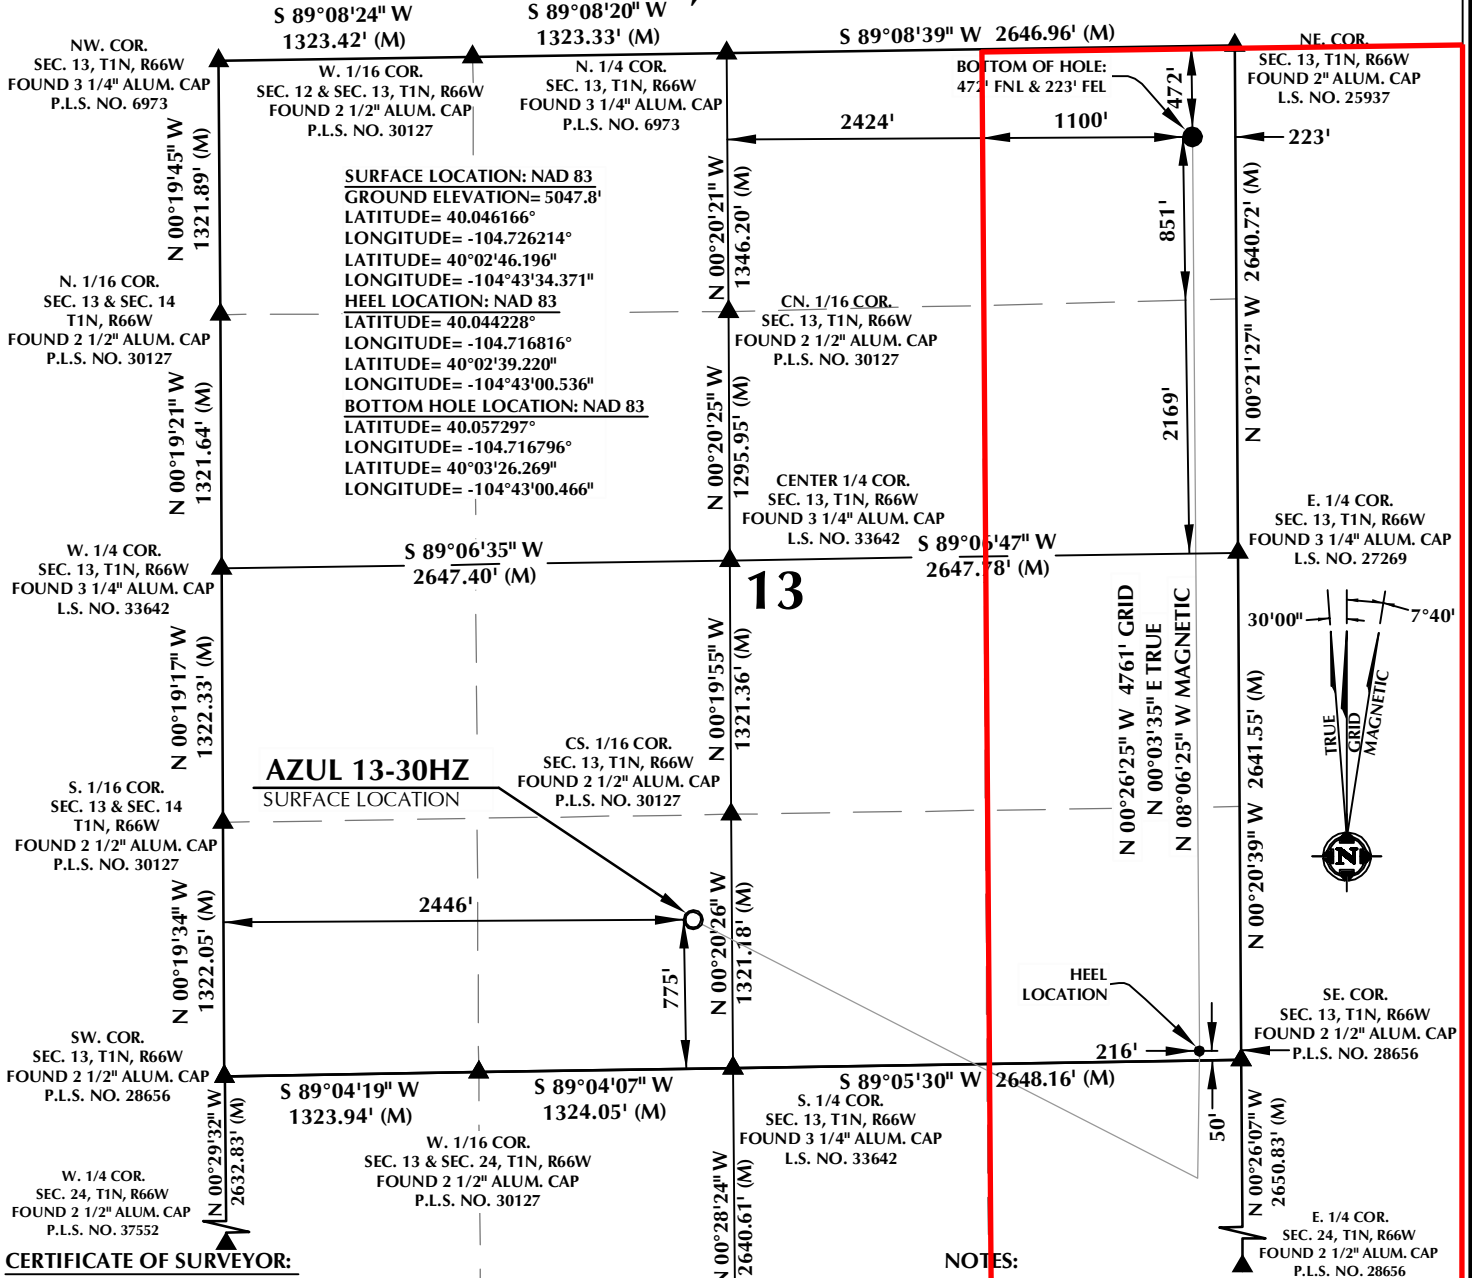 S 89°08'24" W
1323.42' (M)
S 89°08'20" W
1323.33' (M)
S 89°08'39" W 2646.96' (M)
NW. COR.
SEC. 13, T1N, R66W
FOUND 3 1/4" ALUM. CAP
P.L.S. NO. 6973
W. 1/16 COR.
SEC. 12 & SEC. 13, T1N, R66W
FOUND 2 1/2" ALUM. CAP
P.L.S. NO. 30127
N. 1/4 COR.
SEC. 13, T1N, R66W
FOUND 3 1/4" ALUM. CAP
P.L.S. NO. 6973
BOTTOM OF HOLE:
472' FNL & 223' FEL
472'
NE. COR.
SEC. 13, T1N, R66W
FOUND 2" ALUM. CAP
L.S. NO. 25937
2424'
1100'
223'
N 00°19'45" W
1321.89' (M)
SURFACE LOCATION: NAD 83
GROUND ELEVATION= 5047.8'
LATITUDE= 40.046166°
LONGITUDE= -104.726214°
LATITUDE= 40°02'46.196"
LONGITUDE= -104°43'34.371"
HEEL LOCATION: NAD 83
LATITUDE= 40.044228°
LONGITUDE= -104.716816°
LATITUDE= 40°02'39.220"
LONGITUDE= -104°43'00.536"
BOTTOM HOLE LOCATION: NAD 83
LATITUDE= 40.057297°
LONGITUDE= -104.716796°
LATITUDE= 40°03'26.269"
LONGITUDE= -104°43'00.466"
N 00°20'21" W
1346.20' (M)
851'
N 00°21'27" W 2640.72' (M)
N. 1/16 COR.
SEC. 13 & SEC. 14
T1N, R66W
FOUND 2 1/2" ALUM. CAP
P.L.S. NO. 30127
CN. 1/16 COR.
SEC. 13, T1N, R66W
FOUND 2 1/2" ALUM. CAP
P.L.S. NO. 30127
N 00°19'21" W
1321.64' (M)
N 00°20'25" W
1295.95' (M)
2169'
CENTER 1/4 COR.
SEC. 13, T1N, R66W
FOUND 3 1/4" ALUM. CAP
L.S. NO. 33642
E. 1/4 COR.
SEC. 13, T1N, R66W
FOUND 3 1/4" ALUM. CAP
L.S. NO. 27269
W. 1/4 COR.
SEC. 13, T1N, R66W
FOUND 3 1/4" ALUM. CAP
L.S. NO. 33642
S 89°06'35" W
2647.40' (M)
S 89°06'47" W
2647.78' (M)
13
N 00°19'17" W
1322.33' (M)
N 00°19'55" W
1321.36' (M)
N 00°26'25" W 4761' GRID
N 00°03'35" E TRUE
N 08°06'25" W MAGNETIC
30'00"
7°40'
TRUE
GRID
MAGNETIC
N
N 00°20'39" W 2641.55' (M)
AZUL 13-30HZ
SURFACE LOCATION
CS. 1/16 COR.
SEC. 13, T1N, R66W
FOUND 2 1/2" ALUM. CAP
P.L.S. NO. 30127
S. 1/16 COR.
SEC. 13 & SEC. 14
T1N, R66W
FOUND 2 1/2" ALUM. CAP
P.L.S. NO. 30127
N 00°19'34" W
1322.05' (M)
2446'
775'
N 00°20'26" W
1321.18' (M)
HEEL
LOCATION
216'
50'
SW. COR.
SEC. 13, T1N, R66W
FOUND 2 1/2" ALUM. CAP
P.L.S. NO. 28656
SE. COR.
SEC. 13, T1N, R66W
FOUND 2 1/2" ALUM. CAP
P.L.S. NO. 28656
S 89°04'19" W
1323.94' (M)
S 89°04'07" W
1324.05' (M)
S 89°05'30" W 2648.16' (M)
S. 1/4 COR.
SEC. 13, T1N, R66W
FOUND 3 1/4" ALUM. CAP
L.S. NO. 33642
W. 1/16 COR.
SEC. 13 & SEC. 24, T1N, R66W
FOUND 2 1/2" ALUM. CAP
P.L.S. NO. 30127
N 00°29'32" W
2632.83' (M)
N 00°28'24" W
2640.61' (M)
N 00°26'07" W
2650.83' (M)
W. 1/4 COR.
SEC. 24, T1N, R66W
FOUND 2 1/2" ALUM. CAP
P.L.S. NO. 37552
E. 1/4 COR.
SEC. 24, T1N, R66W
FOUND 2 1/2" ALUM. CAP
P.L.S. NO. 28656
CERTIFICATE OF SURVEYOR:
NOTES: